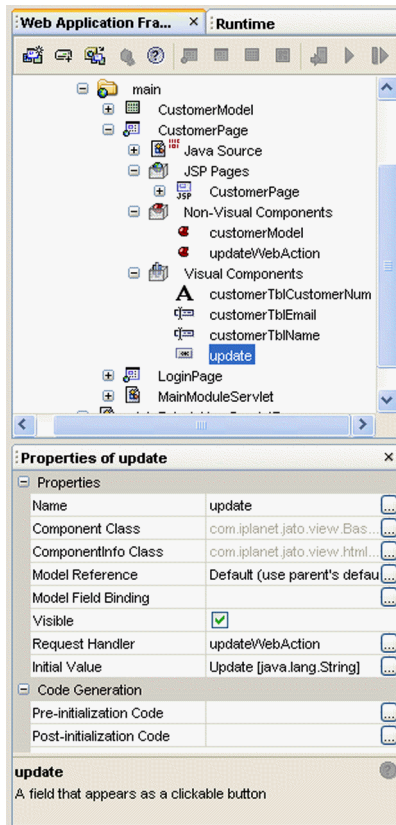 Web Application Fra... × Runtime
main
CustomerModel
CustomerPage
Java Source
JSP Pages
JSP CustomerPage
Non-Visual Components
customerModel
updateWebAction
Visual Components
A customerTblCustomerNum
customerTblEmail
customerTblName
update
LoginPage
MainModuleServlet
Properties of update ×
Properties
Name update ...
Component Class com.iplanet.jato.view.Bas... ...
ComponentInfo Class com.iplanet.jato.view.html... ...
Model Reference Default (use parent's defau ...
Model Field Binding ...
Visible
Request Handler updateWebAction ...
Initial Value Update [java.lang.String] ...
Code Generation
Pre-initialization Code ...
Post-initialization Code ...
update
A field that appears as a clickable button